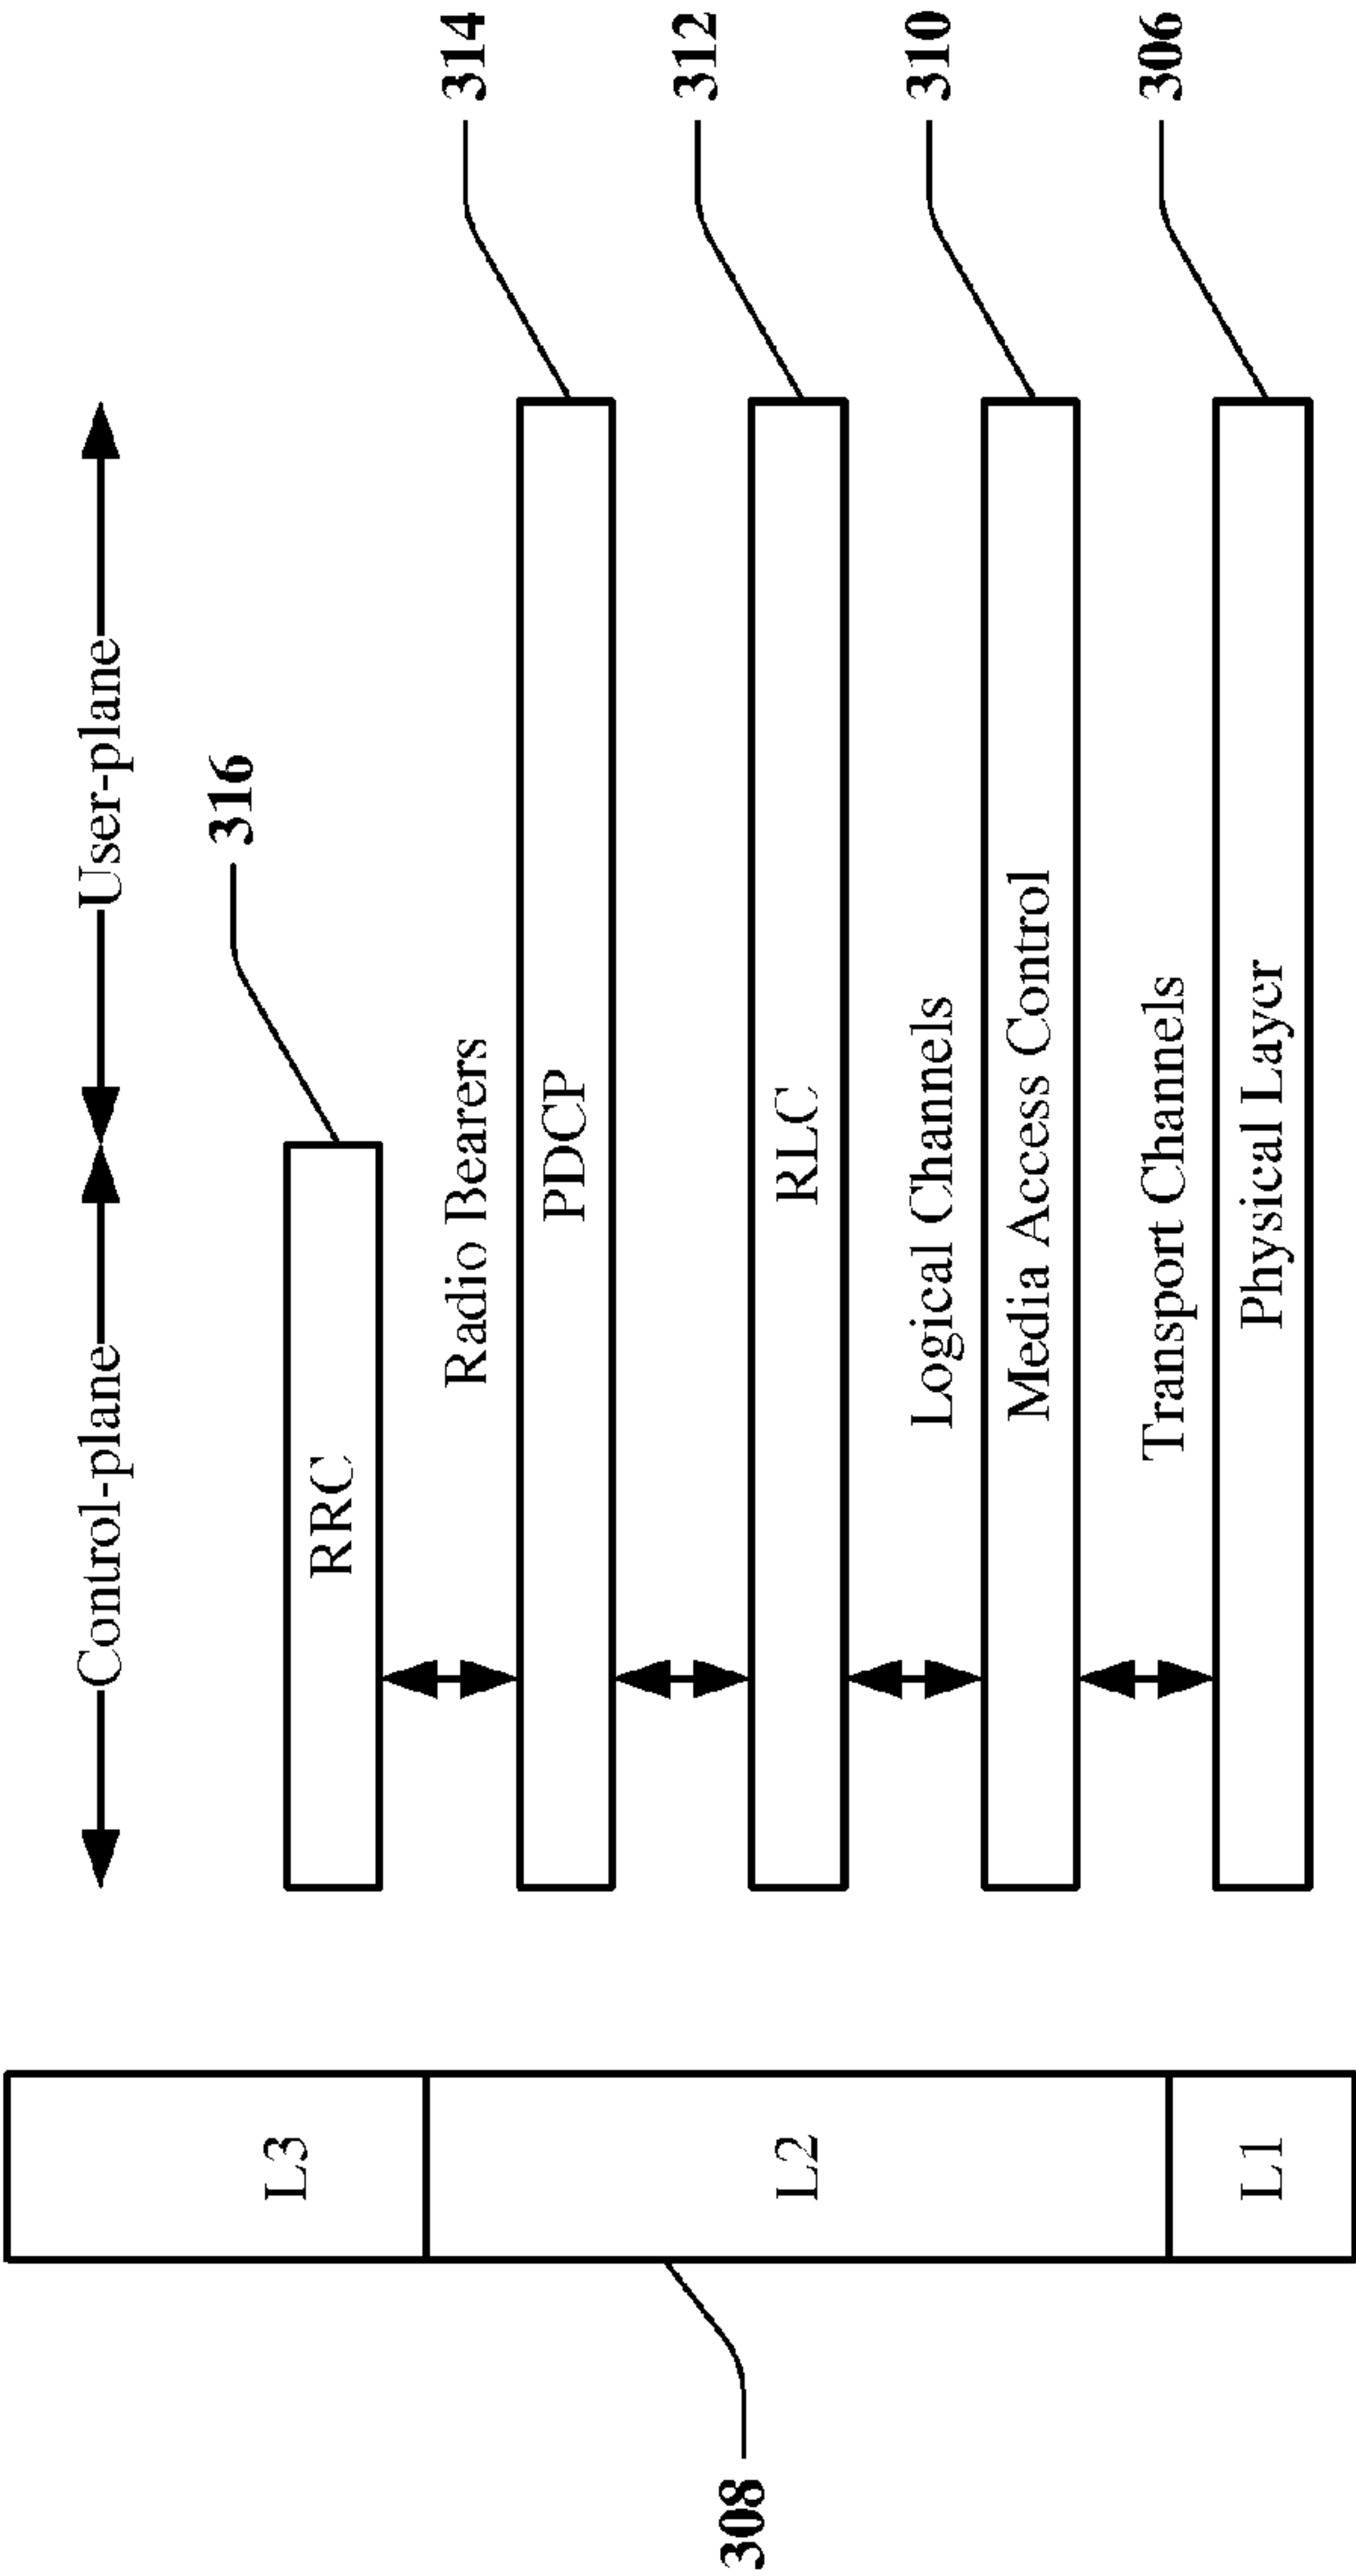 Control-plane
User-plane
316
L3
RRC
Radio Bearers
314
PDCP
308
L2
312
RLC
Logical Channels
310
Media Access Control
Transport Channels
306
L1
Physical Layer